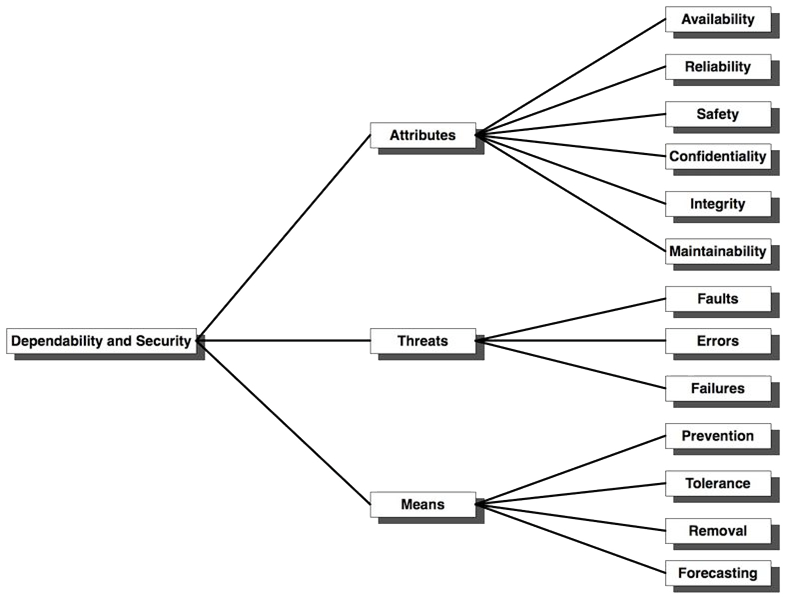 Dependability and Security
Attributes
Availability
Reliability
Safety
Confidentiality
Integrity
Maintainability
Threats
Faults
Errors
Failures
Means
Prevention
Tolerance
Removal
Forecasting